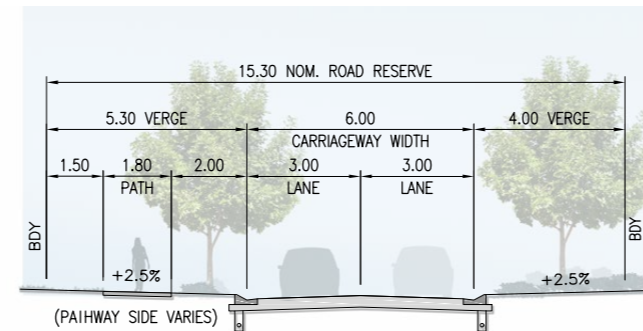 15.30 NOM. ROAD RESERVE
5.30 VERGE
6.00
4.00 VERGE
CARRIAGEWAY WIDTH
1.50
1.80
2.00
3.00
3.00
PATH
LANE
LANE
BDY
BDY
+2.5%
+2.5%
(PAIHWAY SIDE VARIES)